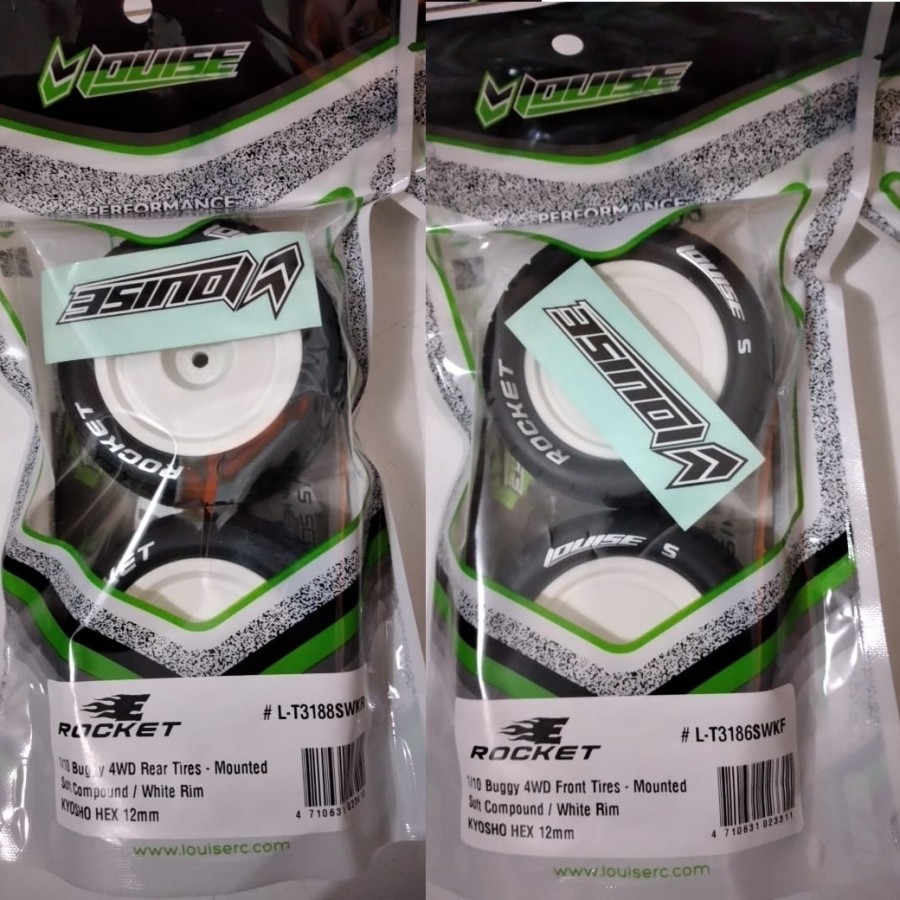 LOUISE
PERFORMANCE
LOUISE
ROCKET
E
ROCKET
# L-T3188SWKR
1/10 Buggy 4WD Rear Tires - Mounted
Soft Compound / White Rim
KYOSHO HEX 12mm
www.louiserc.com
LOUISE
PERFORMANCE
LOUISE S
LOUISE
ROCKET
LOUISE S
E
ROCKET
# L-T3186SWKF
1/10 Buggy 4WD Front Tires - Mounted
Soft Compound / White Rim
KYOSHO HEX 12mm
4 710631 023311
www.louiserc.com